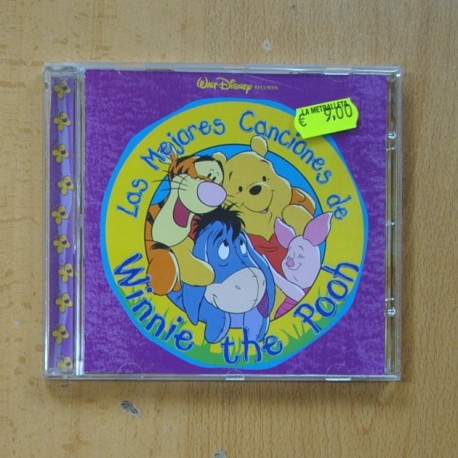 WALT DISNEY RECORDS
LA METRALLETA
€ 9,00
Las Mejores Canciones de
Winnie the Pooh